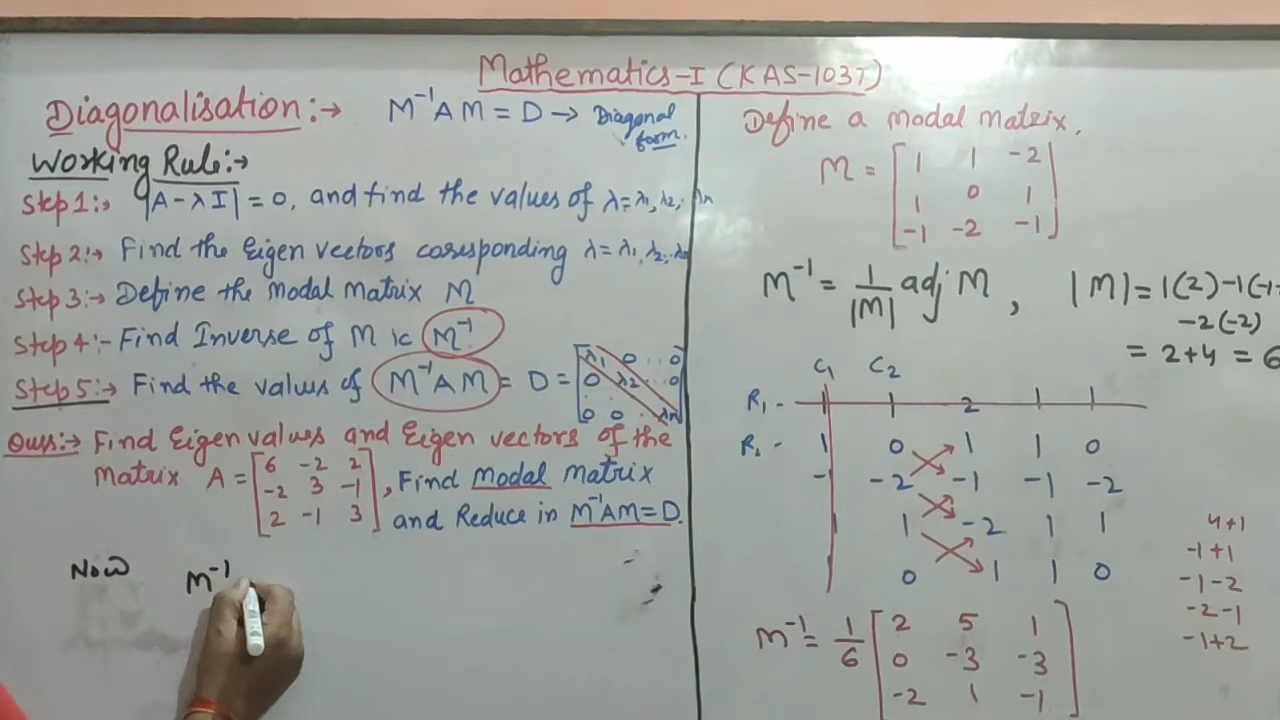 Mathematics-I (KAS-103T)
Diagonalisation:→ M⁻¹AM = D → Diagonal form.
Working Rule:→
Step 1:→ |A-λI| = 0, and find the values of λ=λ₁,λ₂,..λn
Step 2:→ Find the Eigen vectors coresponding λ=λ₁,λ₂,..λn
Step 3:→ Define the Modal Matrix M
Step 4:- Find Inverse of M ie M⁻¹
Step 5:→ Find the values of M⁻¹AM = D = [λ₁ 0 .. 0
0 λ₂ .. 0
0 0 .. λn]
Ques:→ Find Eigen values and Eigen vectors of the
Matrix A = [6 -2 2
-2 3 -1
2 -1 3], Find Modal Matrix
and Reduce in M⁻¹AM=D.
Now M⁻¹
Define a modal matrix.
M = [1 1 -2
1 0 1
-1 -2 -1]
M⁻¹ = 1/|M| adj M , |M| = 1(2)-1(-1+
-2(-2)
= 2+4 = 6
C₁ C₂
R₁ - 1 1 2 1 1
1 0 1 1 0
-1 -2 -1 -1 -2
1 1 -2 1 1
0 1 1 0
4+1
-1+1
-1-2
-2-1
-1+2
M⁻¹ = 1/6 [2 5 1
0 -3 -3
-2 1 -1